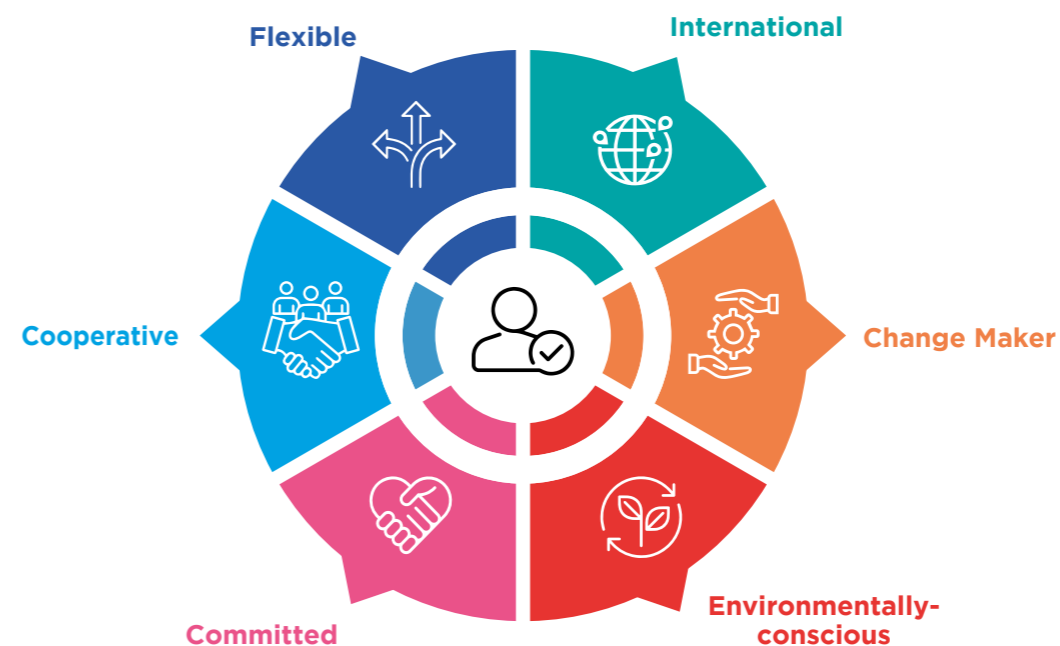 Flexible
International
Cooperative
Change Maker
Committed
Environmentally-
conscious